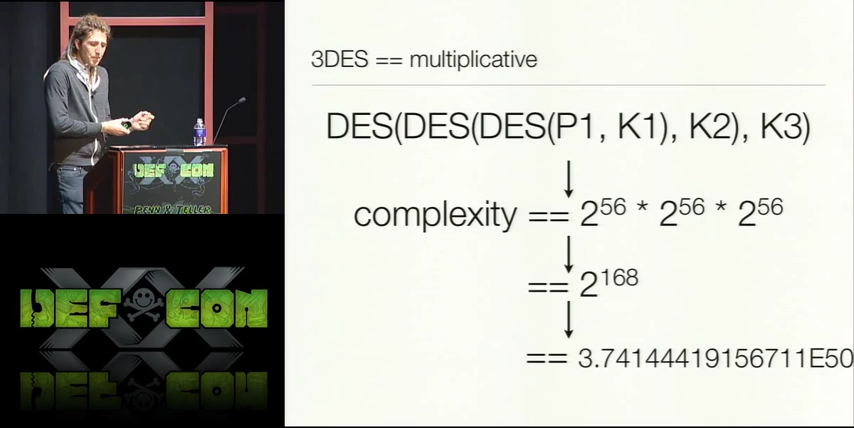 3DES == multiplicative
DES(DES(DES(P1, K1), K2), K3)
complexity == 2⁵⁶ * 2⁵⁶ * 2⁵⁶
== 2¹⁶⁸
== 3.74144419156711E50
DEF CON
PENN & TELLER
DEF CON
XX